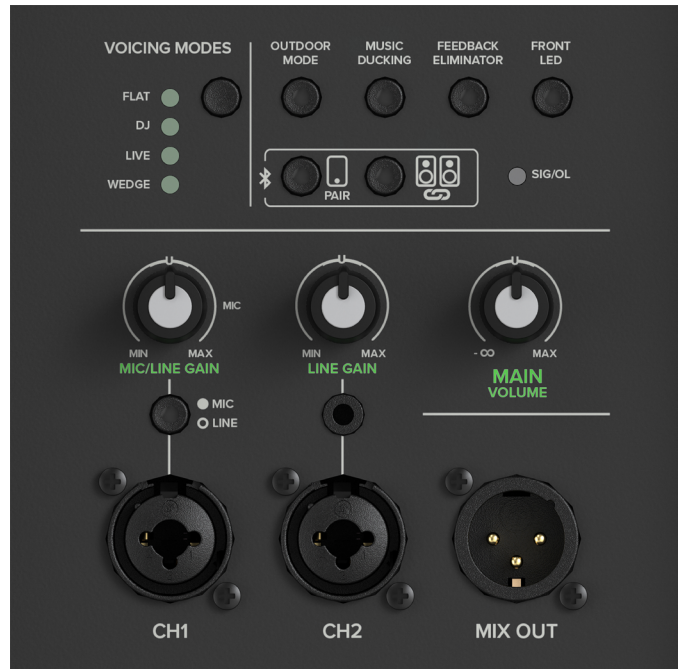 VOICING MODES
FLAT
DJ
LIVE
WEDGE
OUTDOOR
MODE
MUSIC
DUCKING
FEEDBACK
ELIMINATOR
FRONT
LED
PAIR
SIG/OL
U
MIC
MIN
MAX
MIC/LINE GAIN
MIC
LINE
U
MIN
MAX
LINE GAIN
U
- ∞
MAX
MAIN
VOLUME
CH1
CH2
MIX OUT